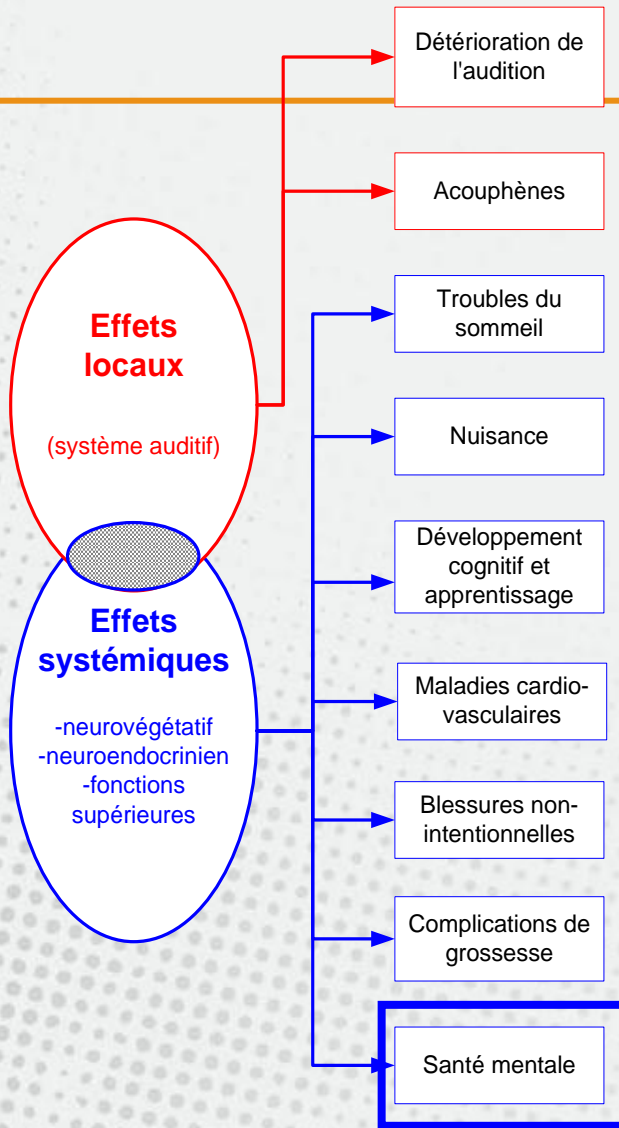 Détérioration de
l'audition
Acouphènes
Effets
locaux
(système auditif)
Troubles du
sommeil
Nuisance
Développement
cognitif et
apprentissage
Effets
systémiques
-neurovégétatif
-neuroendocrinien
-fonctions
supérieures
Maladies cardio-
vasculaires
Blessures non-
intentionnelles
Complications de
grossesse
Santé mentale